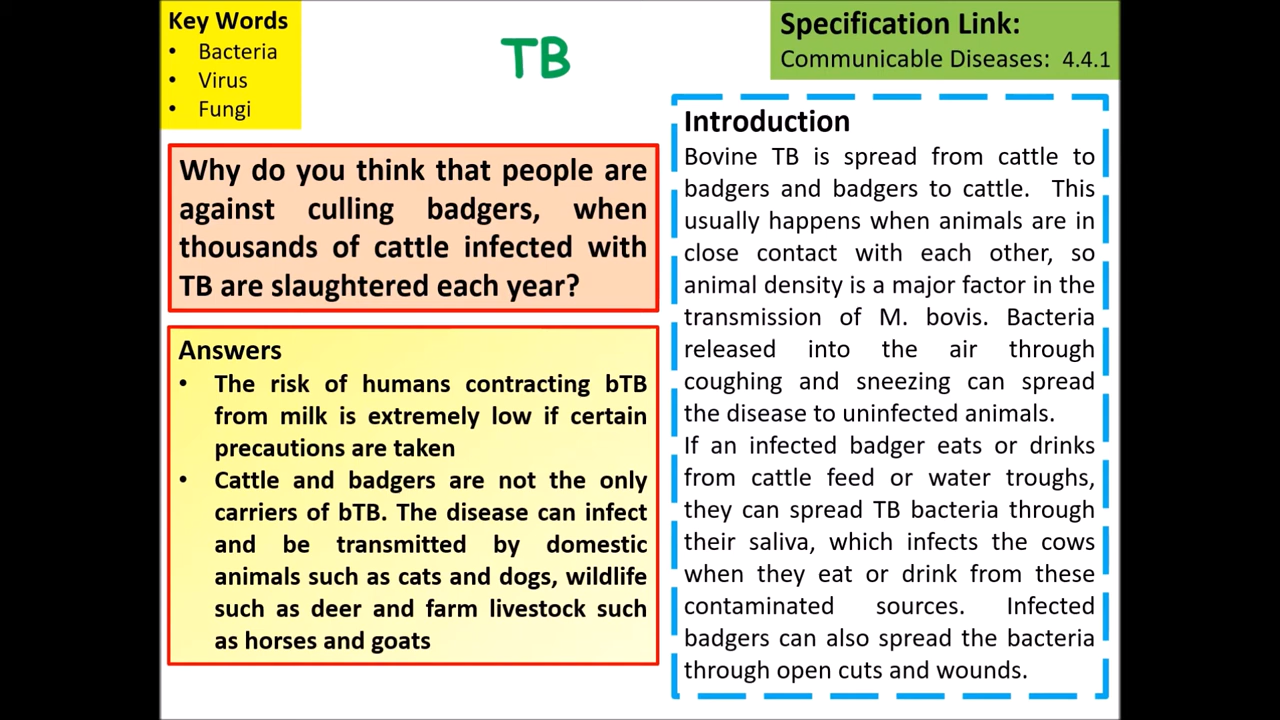 Key Words
• Bacteria
• Virus
• Fungi
TB
Specification Link:
Communicable Diseases: 4.4.1
Why do you think that people are
against culling badgers, when
thousands of cattle infected with
TB are slaughtered each year?
Answers
• The risk of humans contracting bTB
from milk is extremely low if certain
precautions are taken
• Cattle and badgers are not the only
carriers of bTB. The disease can infect
and be transmitted by domestic
animals such as cats and dogs, wildlife
such as deer and farm livestock such
as horses and goats
Introduction
Bovine TB is spread from cattle to
badgers and badgers to cattle. This
usually happens when animals are in
close contact with each other, so
animal density is a major factor in the
transmission of M. bovis. Bacteria
released into the air through
coughing and sneezing can spread
the disease to uninfected animals.
If an infected badger eats or drinks
from cattle feed or water troughs,
they can spread TB bacteria through
their saliva, which infects the cows
when they eat or drink from these
contaminated sources. Infected
badgers can also spread the bacteria
through open cuts and wounds.